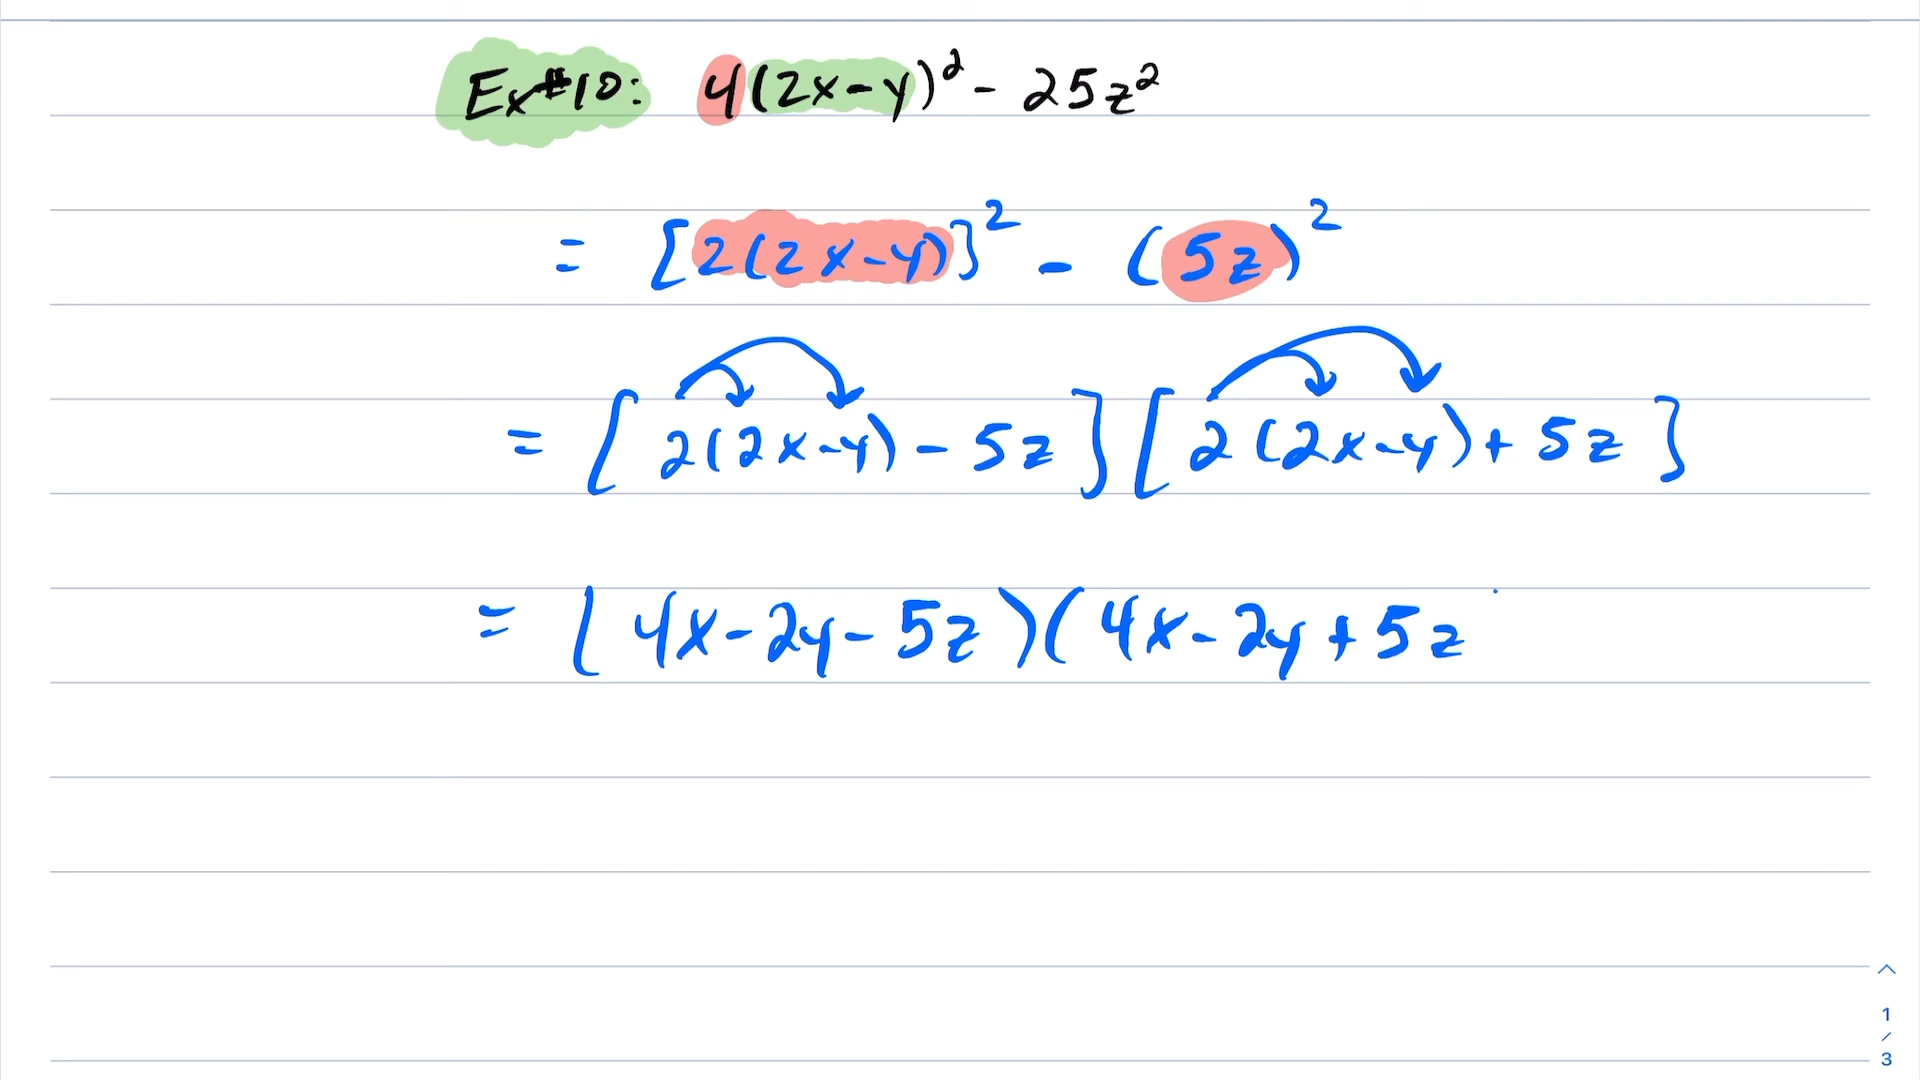 Ex#10: 4(2x-y)² - 25z²
= [2(2x-y)]² - (5z)²
= [2(2x-y) - 5z][2(2x-y) + 5z]
= (4x - 2y - 5z)(4x - 2y + 5z
1
/
3